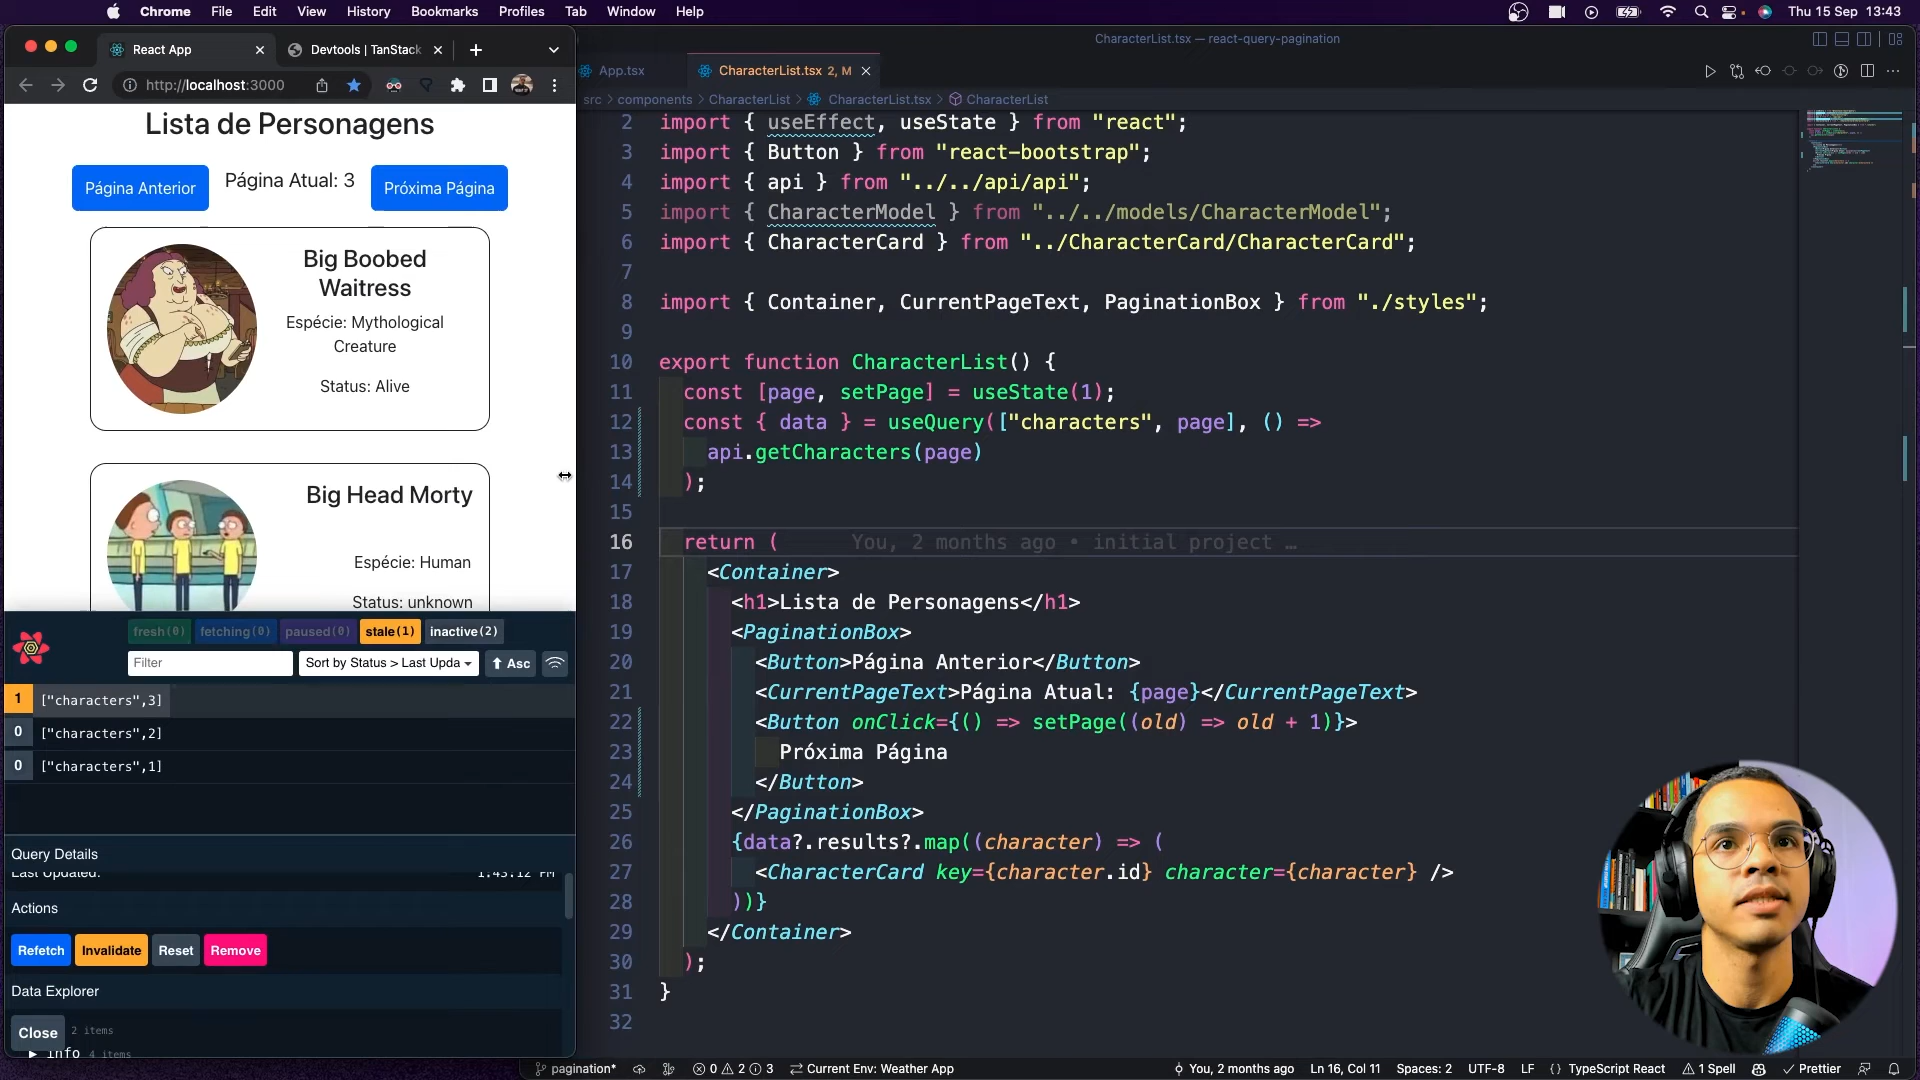 Chrome File Edit View History Bookmarks Profiles Tab Window Help
Thu 15 Sep 13:43
React App
Devtools | TanStack
http://localhost:3000
Lista de Personagens
Página Anterior
Página Atual: 3
Próxima Página
Big Boobed
Waitress
Espécie: Mythological
Creature
Status: Alive
Big Head Morty
Espécie: Human
Status: unknown
fresh(0) fetching(0) paused(0) stale(1) inactive(2)
Filter
Sort by Status > Last Upda
⬆ Asc
1 ["characters",3]
0 ["characters",2]
0 ["characters",1]
Query Details
Last Updated: 1:43:12 PM
Actions
Refetch Invalidate Reset Remove
Data Explorer
Close
2 items
▶ info 4 items
CharacterList.tsx — react-query-pagination
App.tsx
CharacterList.tsx 2, M
src > components > CharacterList > CharacterList.tsx > CharacterList
2 import { useEffect, useState } from "react";
3 import { Button } from "react-bootstrap";
4 import { api } from "../../api/api";
5 import { CharacterModel } from "../../models/CharacterModel";
6 import { CharacterCard } from "../CharacterCard/CharacterCard";
7
8 import { Container, CurrentPageText, PaginationBox } from "./styles";
9
10 export function CharacterList() {
11 const [page, setPage] = useState(1);
12 const { data } = useQuery(["characters", page], () =>
13 api.getCharacters(page)
14 );
15
16 return ( You, 2 months ago • initial project …
17 <Container>
18 <h1>Lista de Personagens</h1>
19 <PaginationBox>
20 <Button>Página Anterior</Button>
21 <CurrentPageText>Página Atual: {page}</CurrentPageText>
22 <Button onClick={() => setPage((old) => old + 1)}>
23 Próxima Página
24 </Button>
25 </PaginationBox>
26 {data?.results?.map((character) => (
27 <CharacterCard key={character.id} character={character} />
28 ))}
29 </Container>
30 );
31 }
32
pagination* 0 2 3 Current Env: Weather App
You, 2 months ago Ln 16, Col 11 Spaces: 2 UTF-8 LF {} TypeScript React 1 Spell Prettier